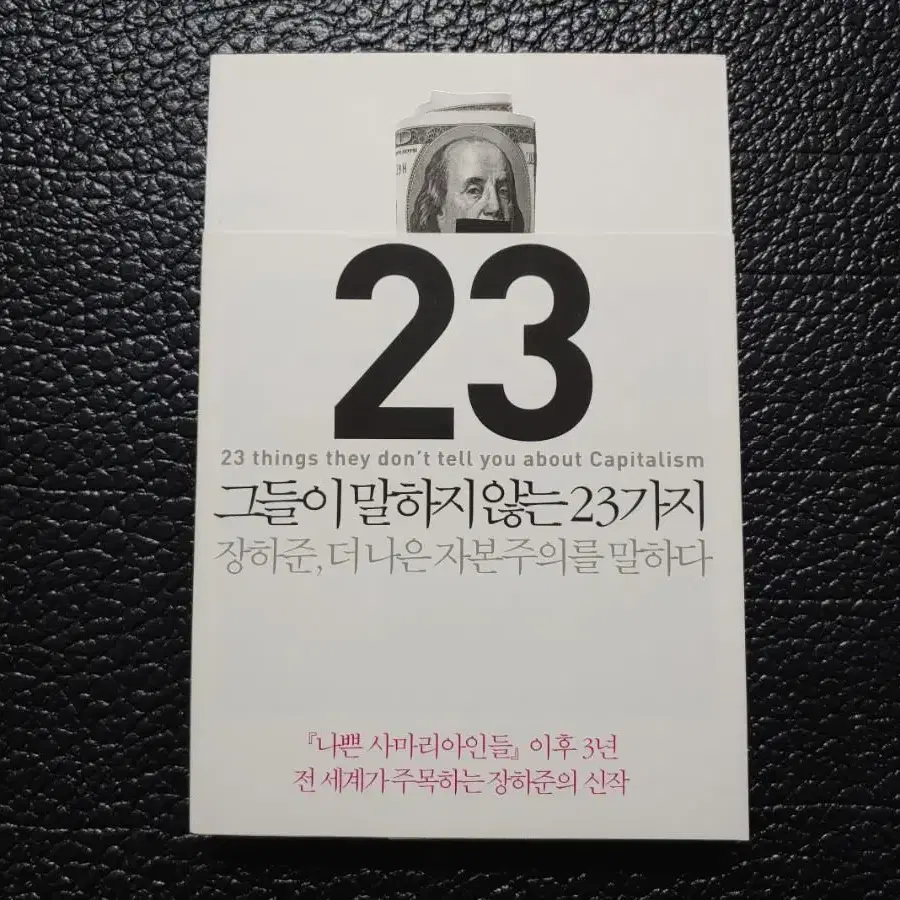 23
23 things they don't tell you about Capitalism
그들이 말하지 않는 23가지
장하준, 더 나은 자본주의를 말하다
『나쁜 사마리아인들』 이후 3년
전 세계가 주목하는 장하준의 신작